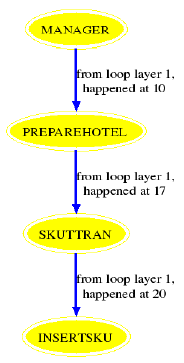 MANAGER
from loop layer 1,
happened at 10
PREPAREHOTEL
from loop layer 1,
happened at 17
SKUTTRAN
from loop layer 1,
happened at 20
INSERTSKU